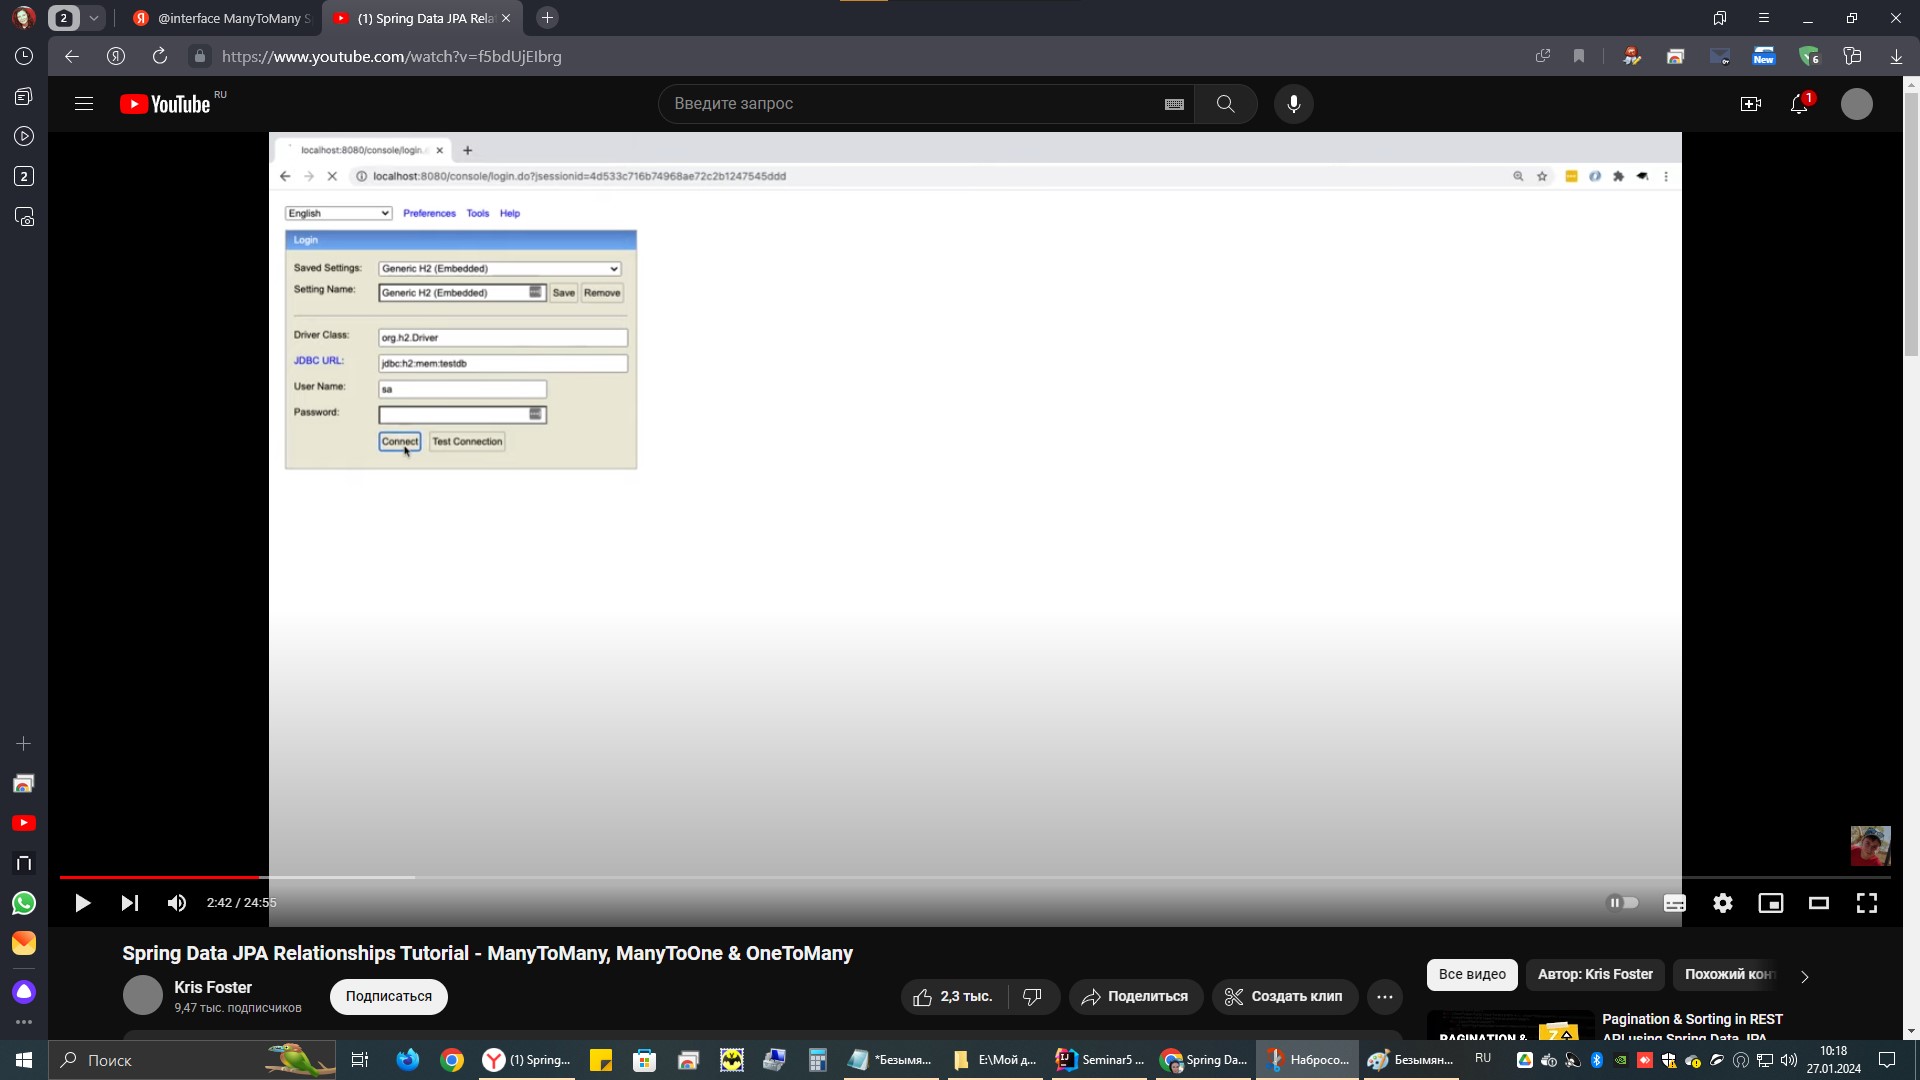 2
@interface ManyToMany S
(1) Spring Data JPA Rela
https://www.youtube.com/watch?v=f5bdUjEIbrg
New
6
YouTube RU
Введите запрос
1
2
localhost:8080/console/login.
localhost:8080/console/login.do?jsessionid=4d533c716b74968ae72c2b1247545ddd
English
Preferences Tools Help
Login
Saved Settings: Generic H2 (Embedded)
Setting Name: Generic H2 (Embedded) Save Remove
Driver Class: org.h2.Driver
JDBC URL: jdbc:h2:mem:testdb
User Name: sa
Password:
Connect Test Connection
2:42 / 24:55
Spring Data JPA Relationships Tutorial - ManyToMany, ManyToOne & OneToMany
Kris Foster
9,47 тыс. подписчиков
Подписаться
2,3 тыс.
Поделиться
Создать клип
Все видео
Автор: Kris Foster
Похожий конт
Pagination & Sorting in REST
API using Spring Data JPA
PAGINATION &
Поиск
(1) Spring...
*Безымя...
E:\Мой д...
Seminar5 ...
Spring Da...
Набросо...
Безымян...
RU
10:18
27.01.2024